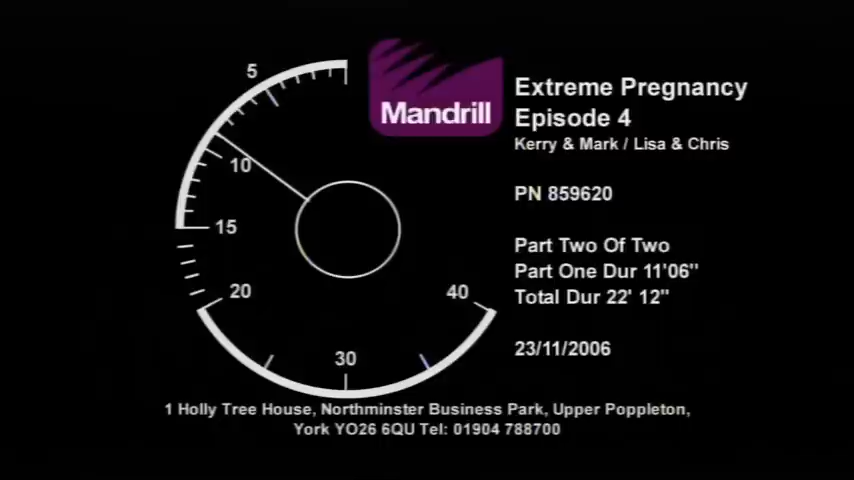 Mandrill
Extreme Pregnancy
Episode 4
Kerry & Mark / Lisa & Chris
PN 859620
Part Two Of Two
Part One Dur 11'06"
Total Dur 22' 12"
23/11/2006
5
10
15
20
30
40
1 Holly Tree House, Northminster Business Park, Upper Poppleton,
York YO26 6QU Tel: 01904 788700